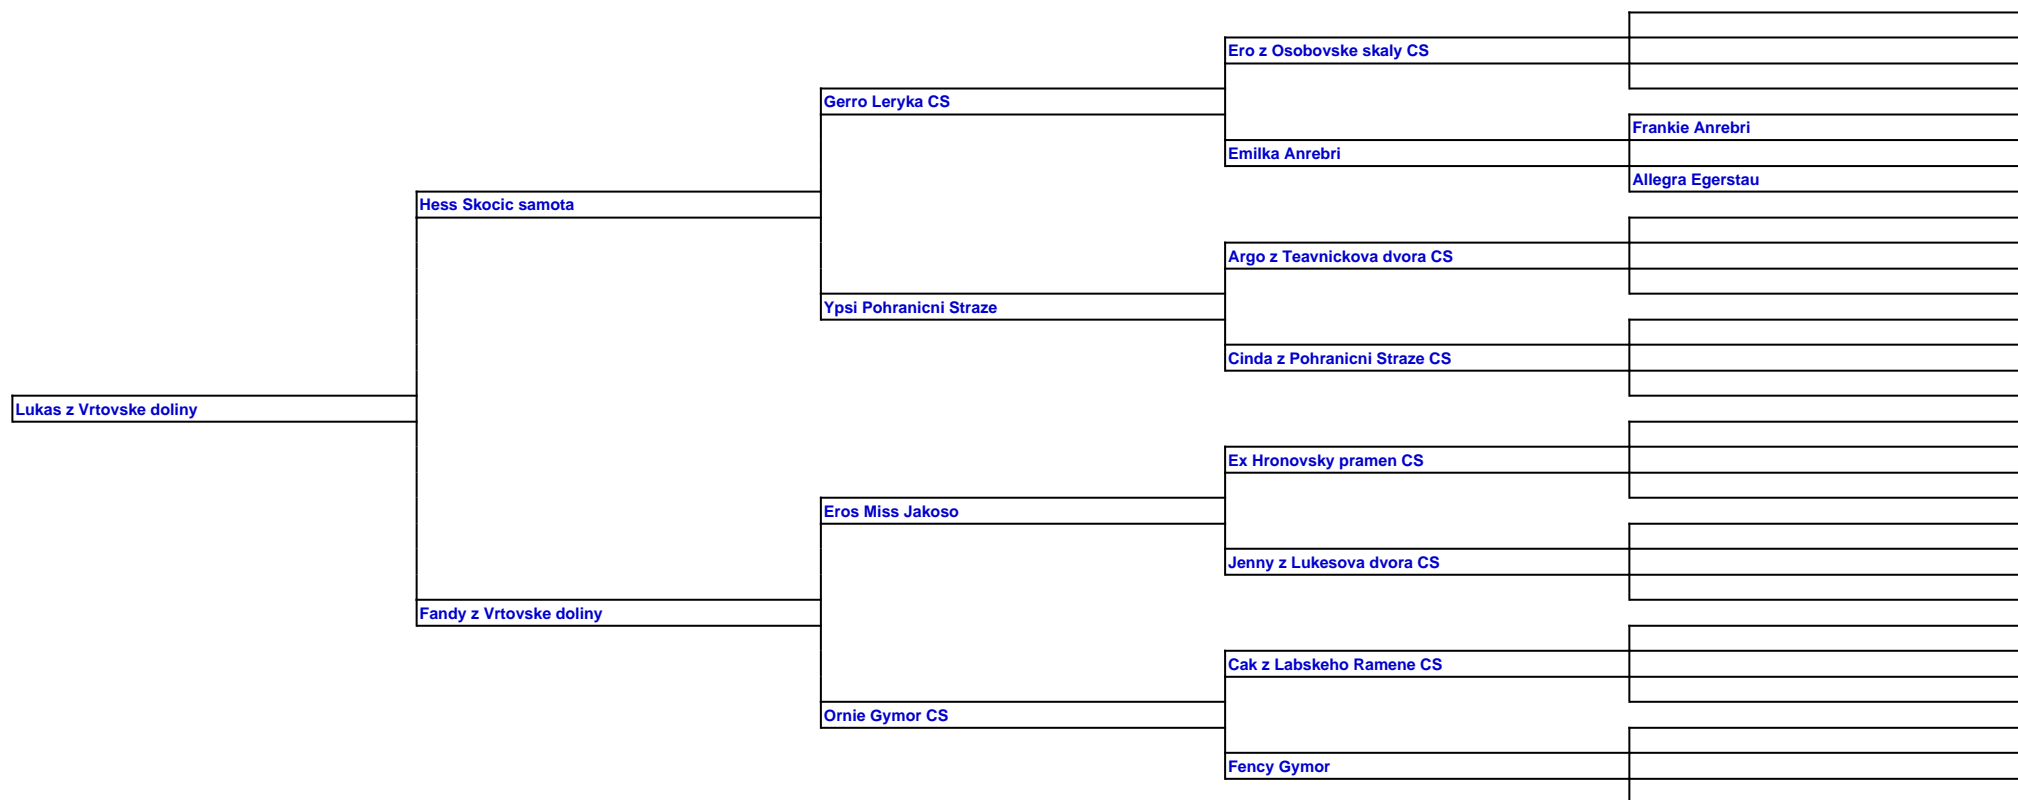 Ero z Osobovske skaly CS
Gerro Leryka CS
Frankie Anrebri
Emilka Anrebri
Allegra Egerstau
Hess Skocic samota
Argo z Teavnickova dvora CS
Ypsi Pohranicni Straze
Cinda z Pohranicni Straze CS
Lukas z Vrtovske doliny
Ex Hronovsky pramen CS
Eros Miss Jakoso
Jenny z Lukesova dvora CS
Fandy z Vrtovske doliny
Cak z Labskeho Ramene CS
Ornie Gymor CS
Fency Gymor